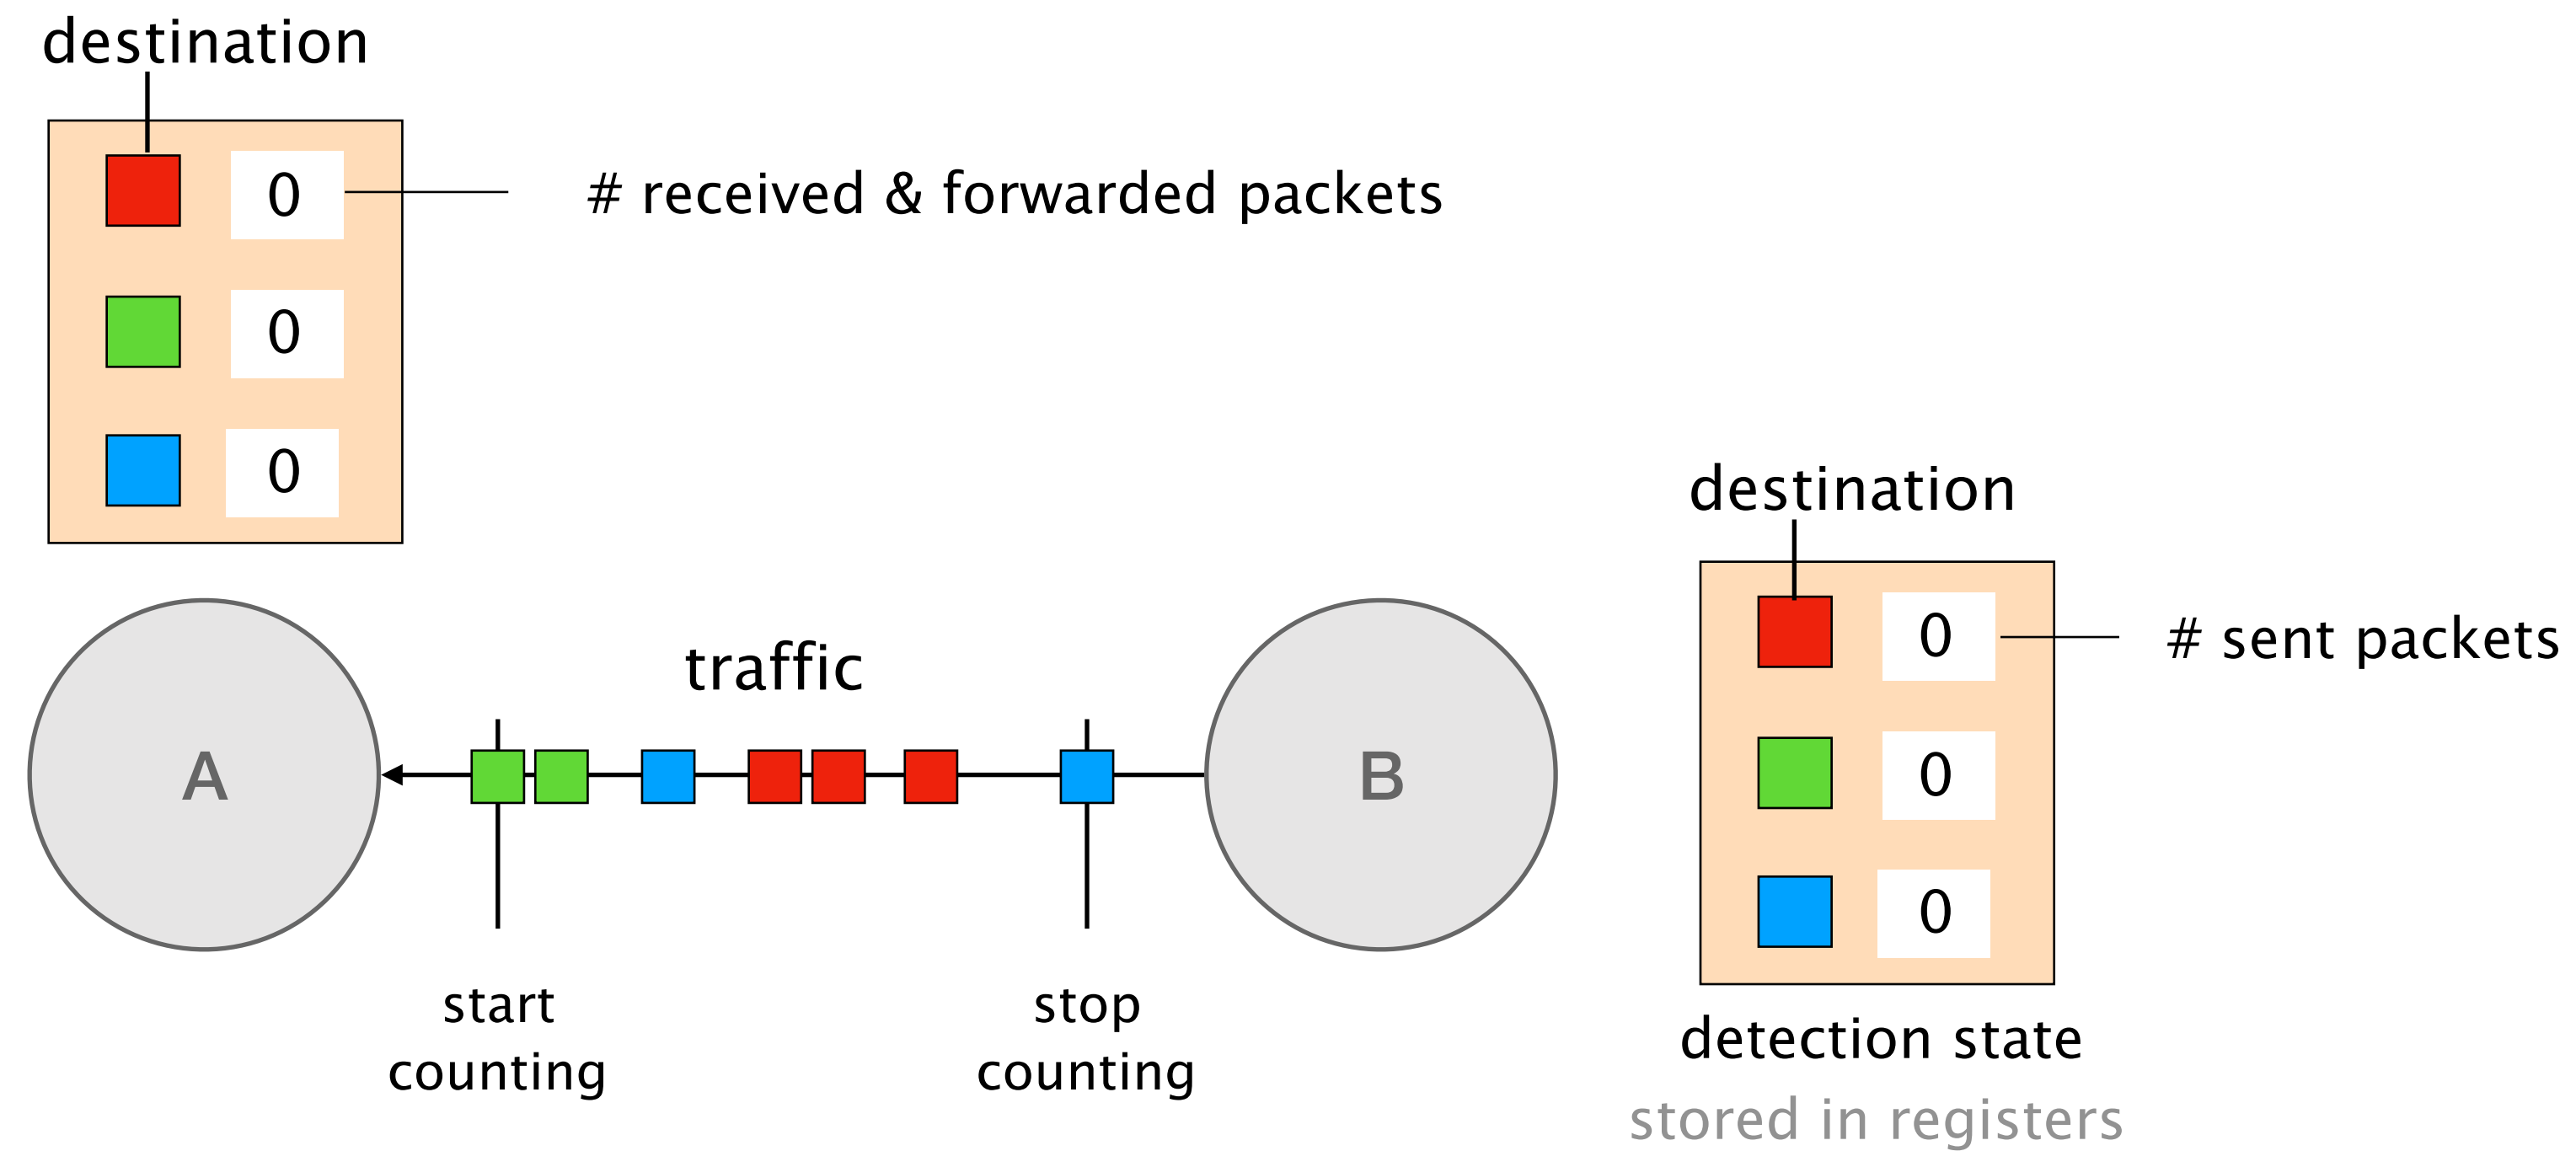 destination
0
# received & forwarded packets
0
0
destination
0
# sent packets
traffic
A
B
0
0
start
counting
stop
counting
detection state
stored in registers